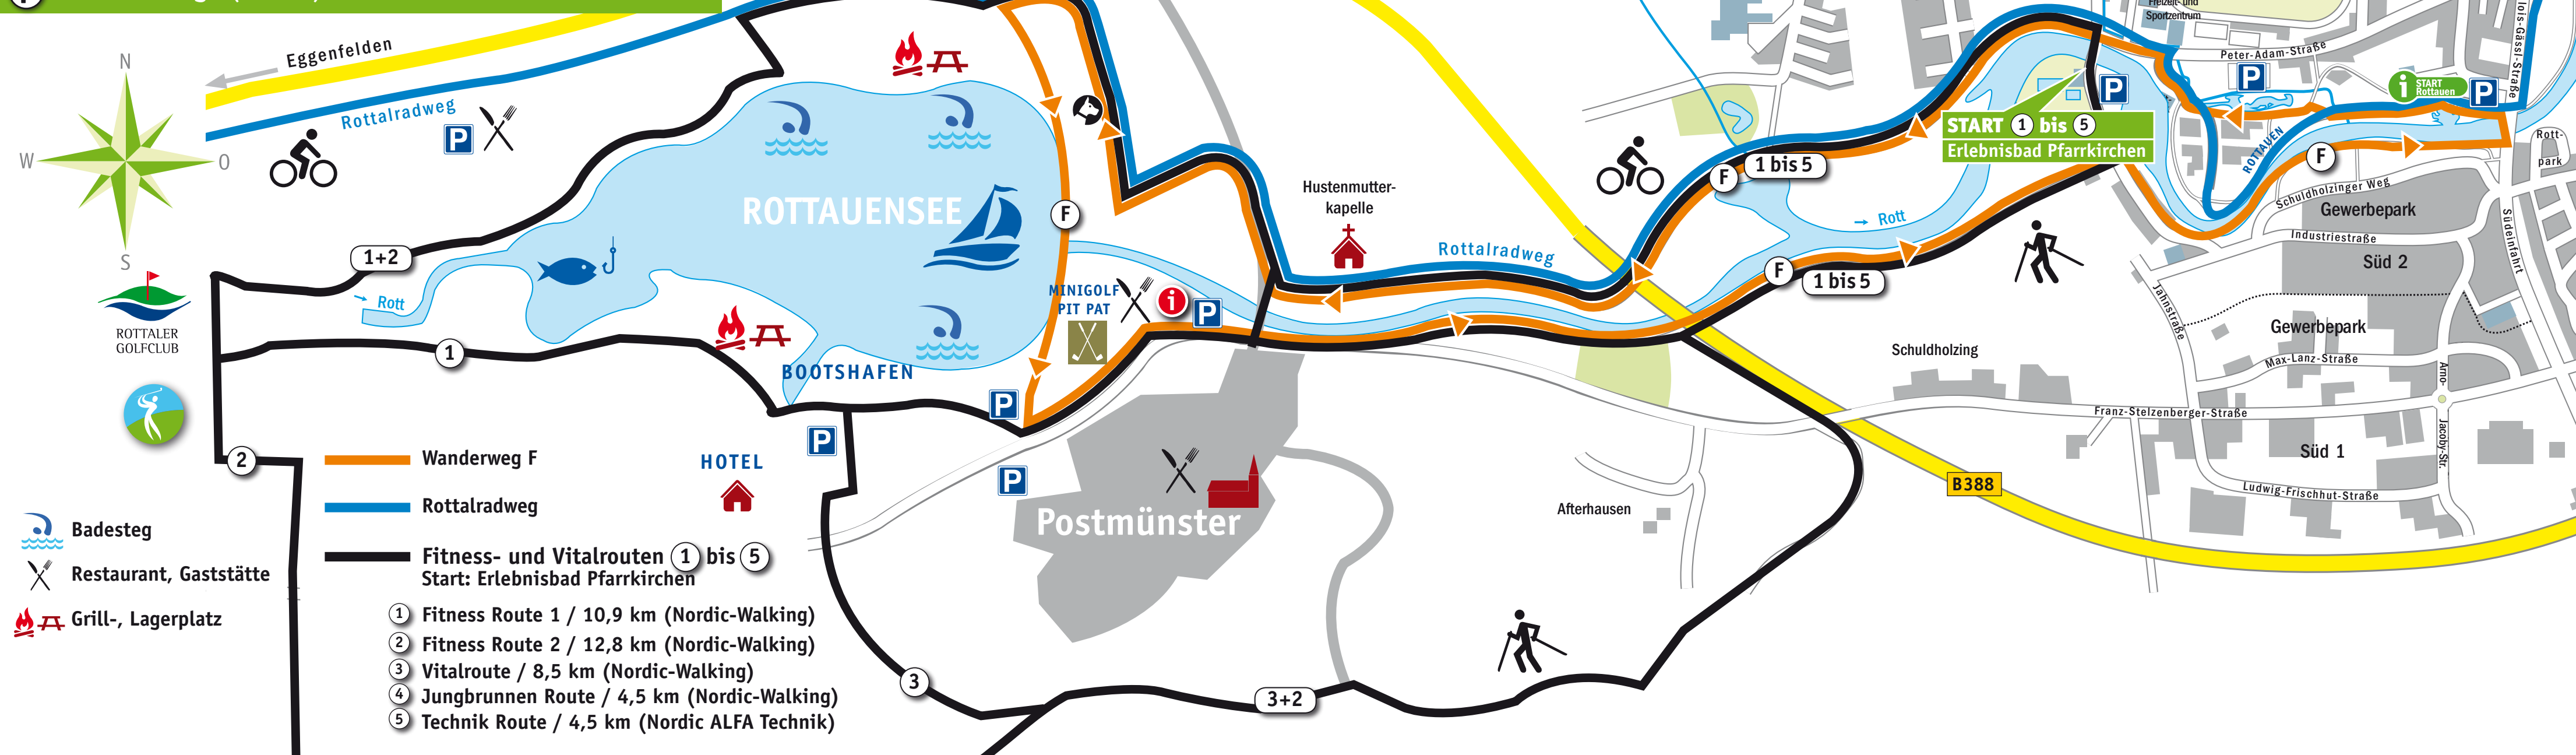 Freizeit- und
Sportzentrum
Peter-Adam-Straße
START
Rottauen
P
P
P
Eggenfelden
Rottalradweg
P
N
W
O
S
ROTTAUENSEE
F
START 1 bis 5
Erlebnisbad Pfarrkirchen
1 bis 5
F
ROTTAUEN
F
Rott-
park
Schuldholzinger Weg
Gewerbepark
Industriestraße
Süd 2
Südeinfahrt
Hustenmutter-
kapelle
Rottalradweg
Rott
F
1 bis 5
1+2
Rott
ROTTALER
GOLFCLUB
1
MINIGOLF
PIT PAT
i
P
BOOTSHAFEN
P
P
P
Jahnstraße
Gewerbepark
Max-Lanz-Straße
Schuldholzing
Franz-Stelzenberger-Straße
Arno-
Jacoby-Str.
Süd 1
Ludwig-Frischhut-Straße
B388
Afterhausen
Postmünster
HOTEL
2
Wanderweg F
Rottalradweg
Fitness- und Vitalrouten 1 bis 5
Start: Erlebnisbad Pfarrkirchen
1 Fitness Route 1 / 10,9 km (Nordic-Walking)
2 Fitness Route 2 / 12,8 km (Nordic-Walking)
3 Vitalroute / 8,5 km (Nordic-Walking)
4 Jungbrunnen Route / 4,5 km (Nordic-Walking)
5 Technik Route / 4,5 km (Nordic ALFA Technik)
Badesteg
Restaurant, Gaststätte
Grill-, Lagerplatz
3
3+2